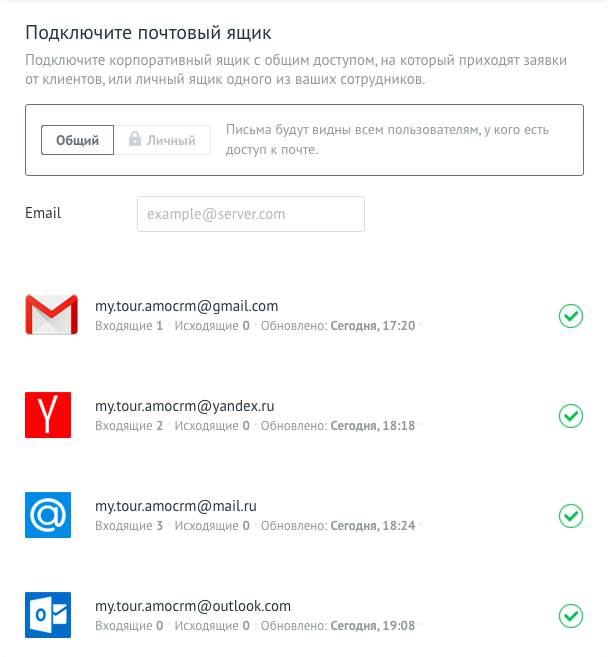 Подключите почтовый ящик
Подключите корпоративный ящик с общим доступом, на который приходят заявки
от клиентов, или личный ящик одного из ваших сотрудников.
Общий Личный
Письма будут видны всем пользователям, у кого есть
доступ к почте.
Email example@server.com
my.tour.amocrm@gmail.com
Входящие 1 · Исходящие 0 · Обновлено: Сегодня, 17:20 ·
my.tour.amocrm@yandex.ru
Входящие 2 · Исходящие 0 · Обновлено: Сегодня, 18:18 ·
my.tour.amocrm@mail.ru
Входящие 3 · Исходящие 0 · Обновлено: Сегодня, 18:24 ·
my.tour.amocrm@outlook.com
Входящие 0 · Исходящие 0 · Обновлено: Сегодня, 19:08 ·